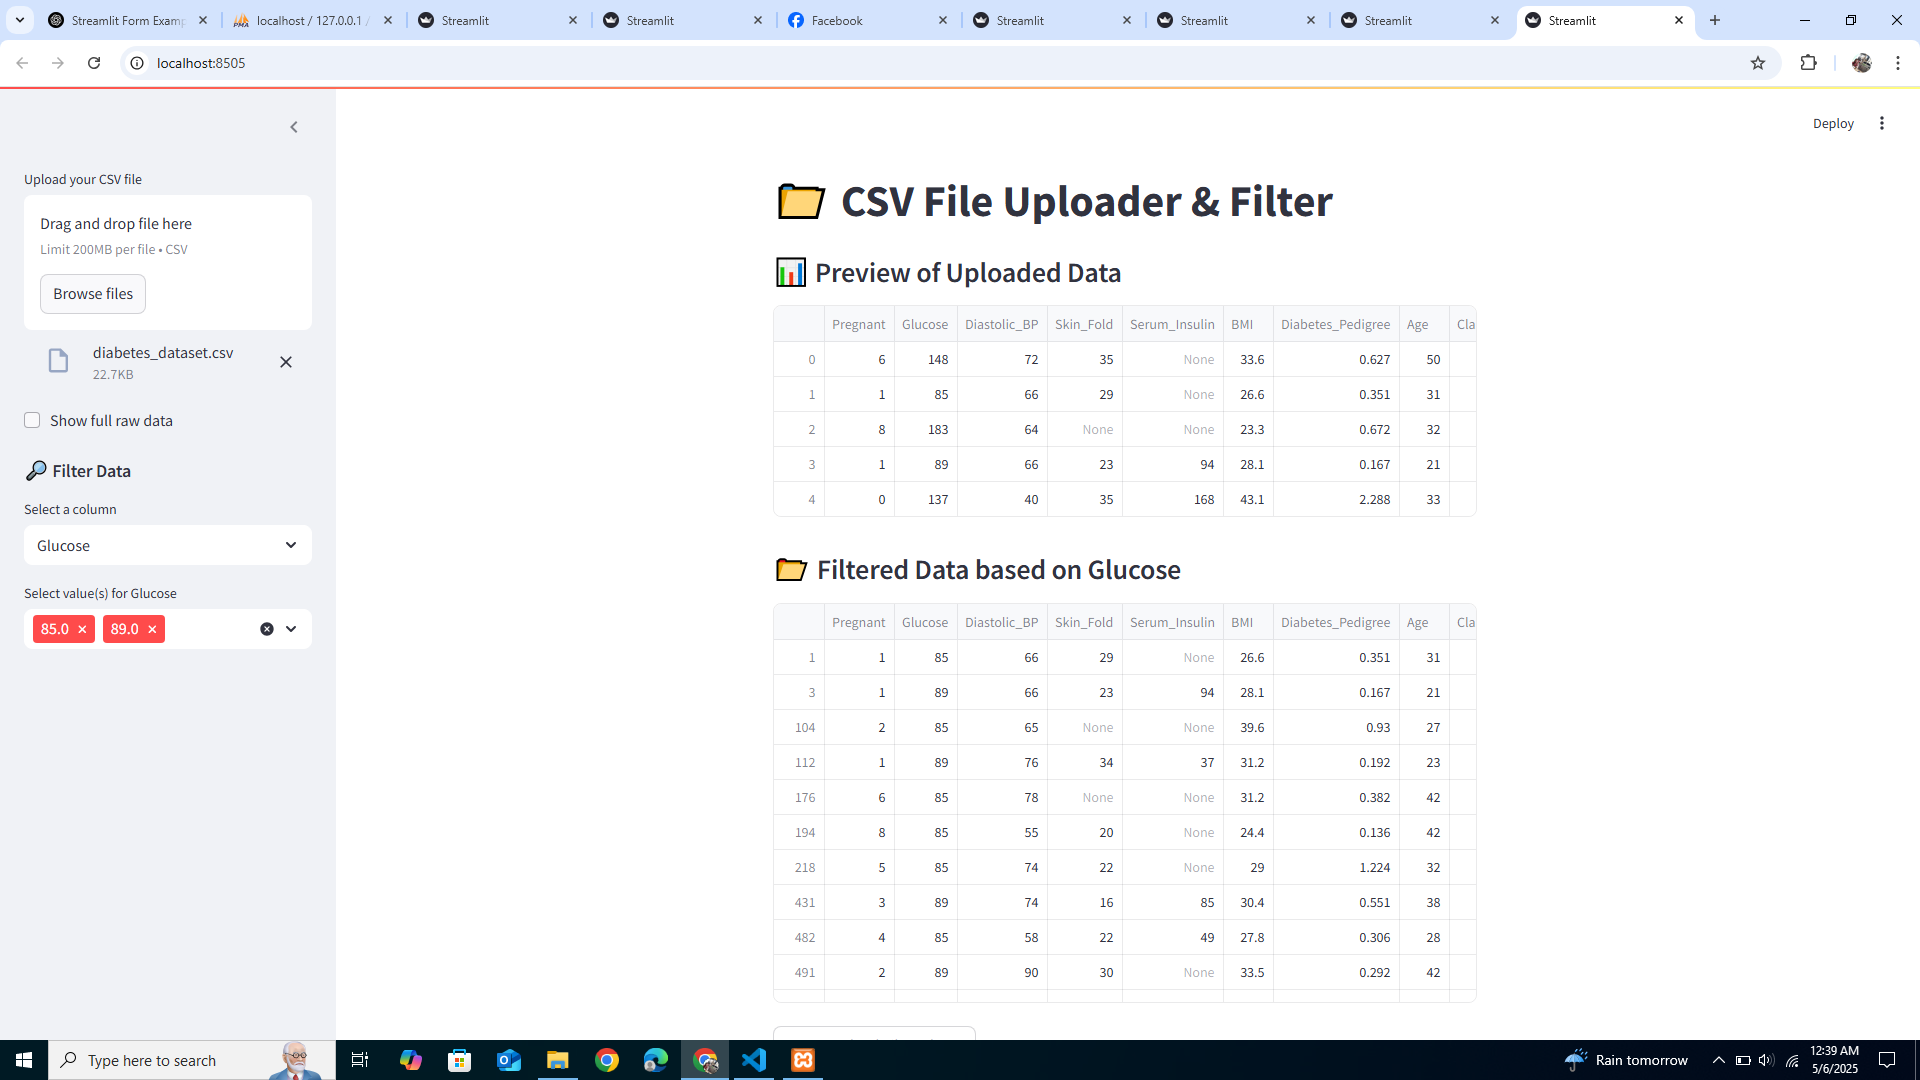 Streamlit Form Examp
localhost / 127.0.0.1 /
Streamlit
Streamlit
Facebook
Streamlit
Streamlit
Streamlit
Streamlit
localhost:8505
Deploy
Upload your CSV file
Drag and drop file here
Limit 200MB per file • CSV
Browse files
diabetes_dataset.csv
22.7KB
Show full raw data
Filter Data
Select a column
Glucose
Select value(s) for Glucose
85.0 89.0
CSV File Uploader & Filter
Preview of Uploaded Data
Pregnant Glucose Diastolic_BP Skin_Fold Serum_Insulin BMI Diabetes_Pedigree Age Cla
0 6 148 72 35 None 33.6 0.627 50
1 1 85 66 29 None 26.6 0.351 31
2 8 183 64 None None 23.3 0.672 32
3 1 89 66 23 94 28.1 0.167 21
4 0 137 40 35 168 43.1 2.288 33
Filtered Data based on Glucose
Pregnant Glucose Diastolic_BP Skin_Fold Serum_Insulin BMI Diabetes_Pedigree Age Cla
1 1 85 66 29 None 26.6 0.351 31
3 1 89 66 23 94 28.1 0.167 21
104 2 85 65 None None 39.6 0.93 27
112 1 89 76 34 37 31.2 0.192 23
176 6 85 78 None None 31.2 0.382 42
194 8 85 55 20 None 24.4 0.136 42
218 5 85 74 22 None 29 1.224 32
431 3 89 74 16 85 30.4 0.551 38
482 4 85 58 22 49 27.8 0.306 28
491 2 89 90 30 None 33.5 0.292 42
Type here to search
Rain tomorrow
12:39 AM
5/6/2025